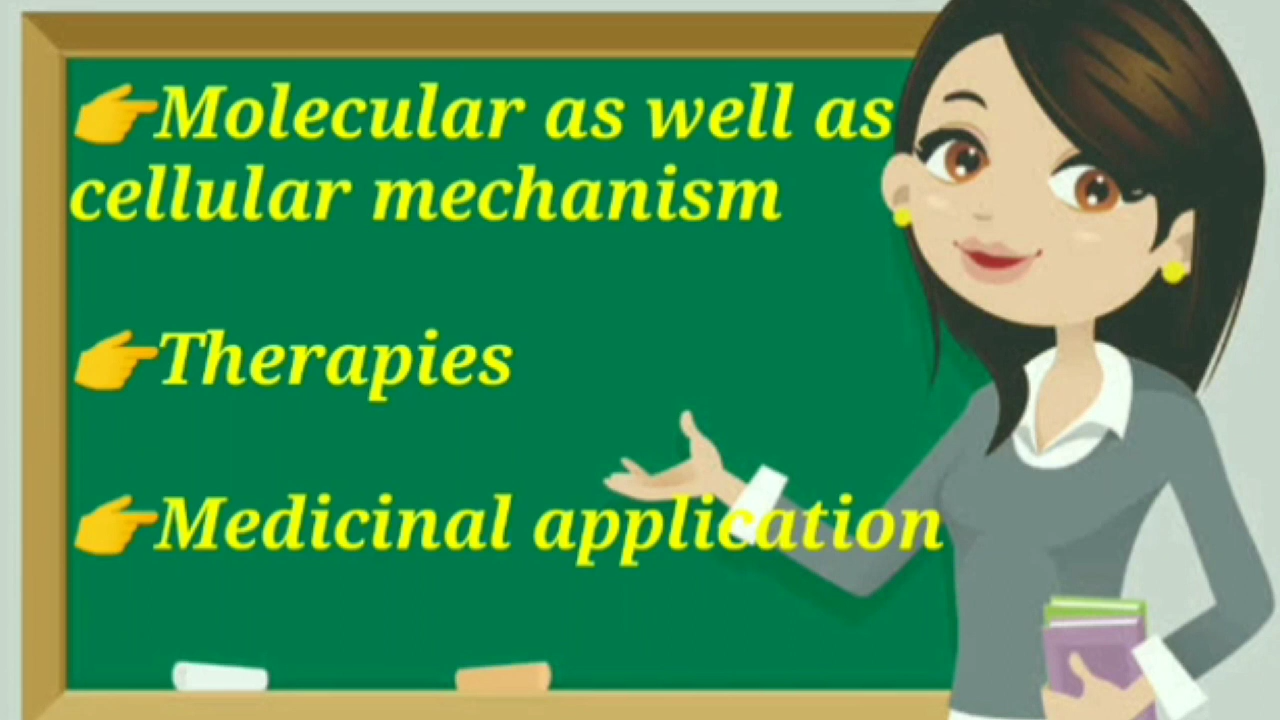 👉Molecular as well as
cellular mechanism
👉Therapies
👉Medicinal application